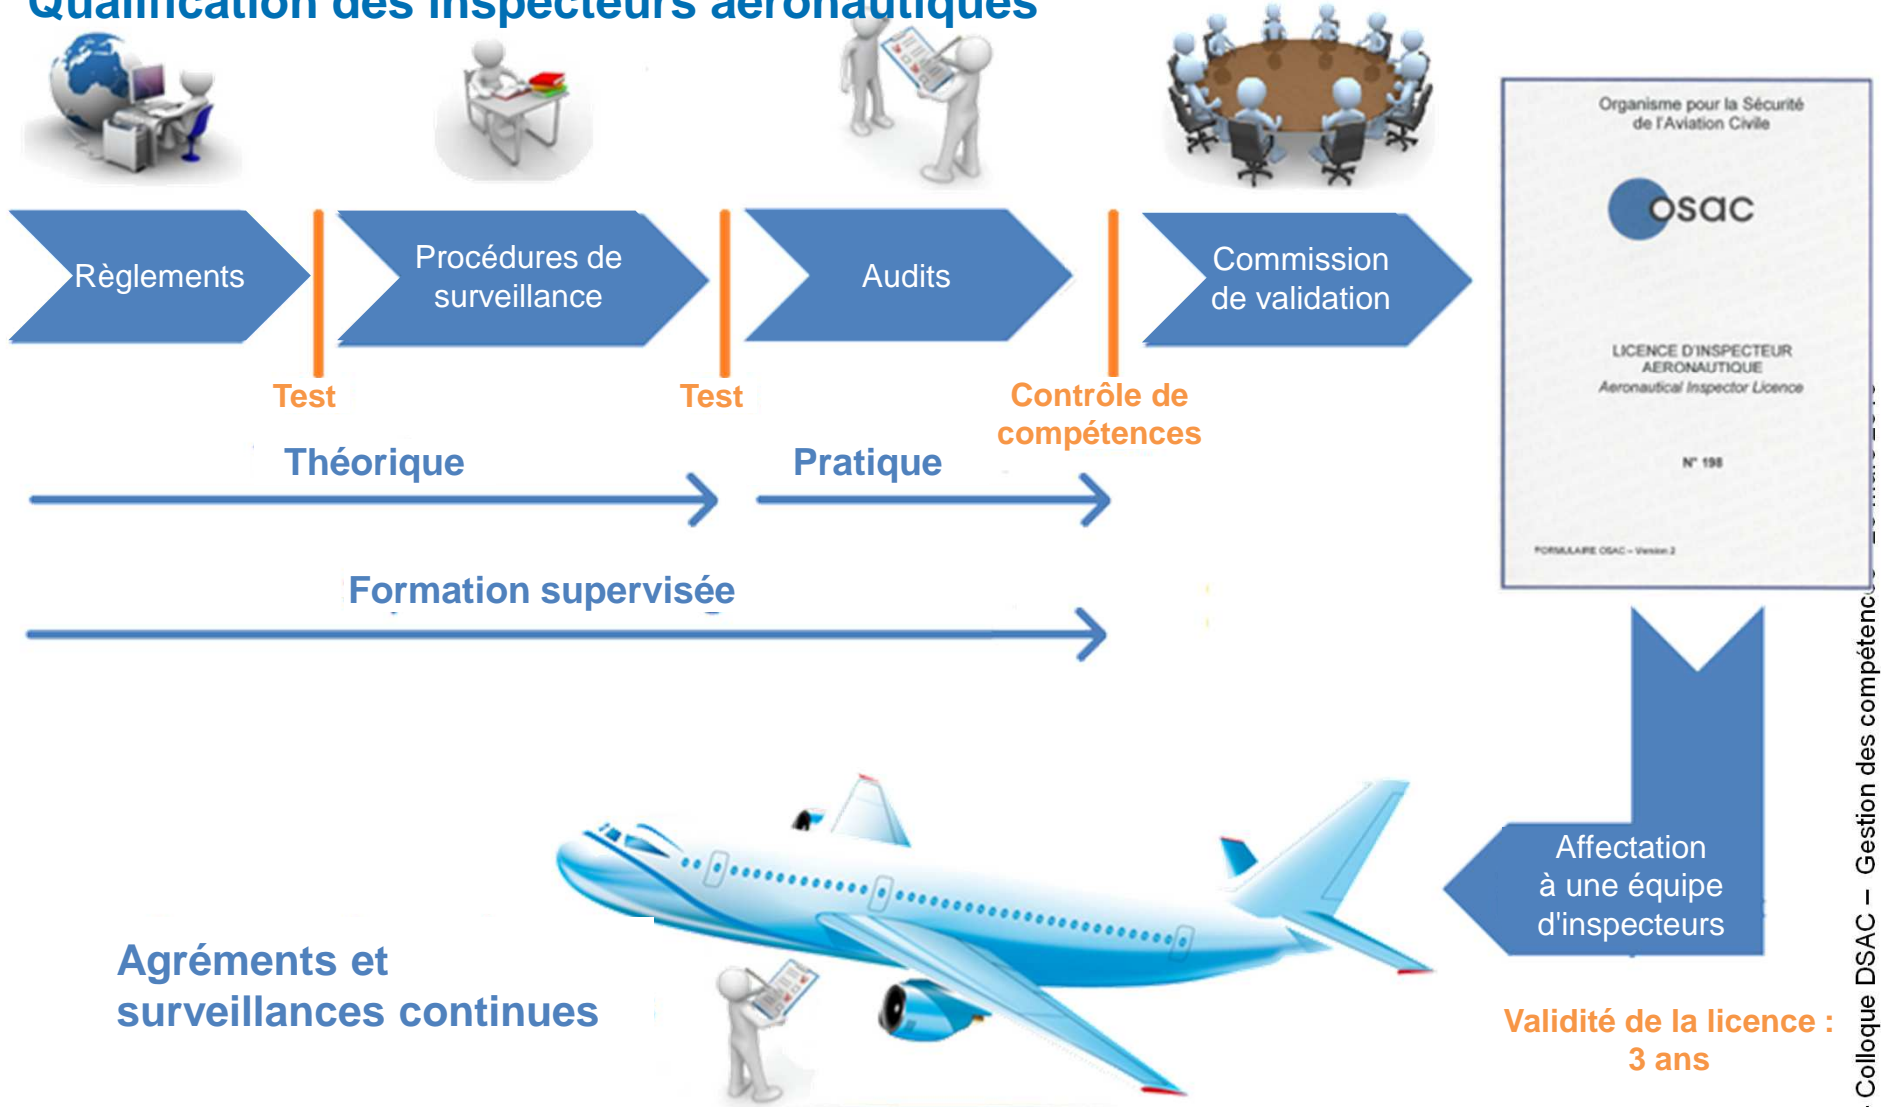 Qualification des inspecteurs aéronautiques
Organisme pour la Sécurité
de l'Aviation Civile
osac
LICENCE D'INSPECTEUR
AERONAUTIQUE
Aeronautical Inspector Licence
N° 198
FORMULAIRE OSAC – Version 2
Règlements
Procédures de
surveillance
Audits
Commission
de validation
Test
Test
Contrôle de
compétences
Théorique
Pratique
Formation supervisée
Affectation
à une équipe
d'inspecteurs
Agréments et
surveillances continues
Validité de la licence :
3 ans
Colloque DSAC – Gestion des compétences